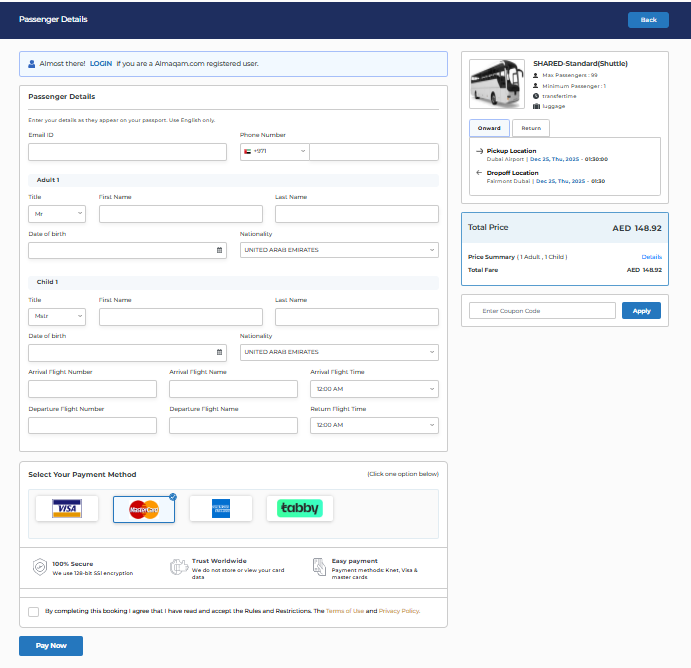 Passenger Details
Back
Almost there! LOGIN if you are a Almaqam.com registered user.
Passenger Details
Enter your details as they appear on your passport. Use English only.
Email ID
Phone Number
+971
Adult 1
Title
First Name
Last Name
Mr
Date of birth
Nationality
UNITED ARAB EMIRATES
Child 1
Title
First Name
Last Name
Mstr
Date of birth
Nationality
UNITED ARAB EMIRATES
Arrival Flight Number
Arrival Flight Name
Arrival Flight Time
12:00 AM
Departure Flight Number
Departure Flight Name
Return Flight Time
12:00 AM
Select Your Payment Method
(Click one option below)
VISA
MasterCard
AMERICAN EXPRESS
tabby
100% Secure
We use 128-bit SSl encryption
Trust Worldwide
We do not store or view your card
data
Easy payment
Payment methods: Knet, Visa &
master cards
By completing this booking I agree that I have read and accept the Rules and Restrictions. The Terms of Use and Privacy Policy.
Pay Now
SHARED-Standard(Shuttle)
Max Passengers : 99
Minimum Passenger : 1
transfertime
luggage
Onward
Return
Pickup Location
Dubai Airport | Dec 25, Thu, 2025 - 01:30:00
Dropoff Location
Fairmont Dubai | Dec 25, Thu, 2025 - 01:30
Total Price
AED 148.92
Price Summary ( 1 Adult , 1 Child )
Details
Total Fare
AED 148.92
Enter Coupon Code
Apply